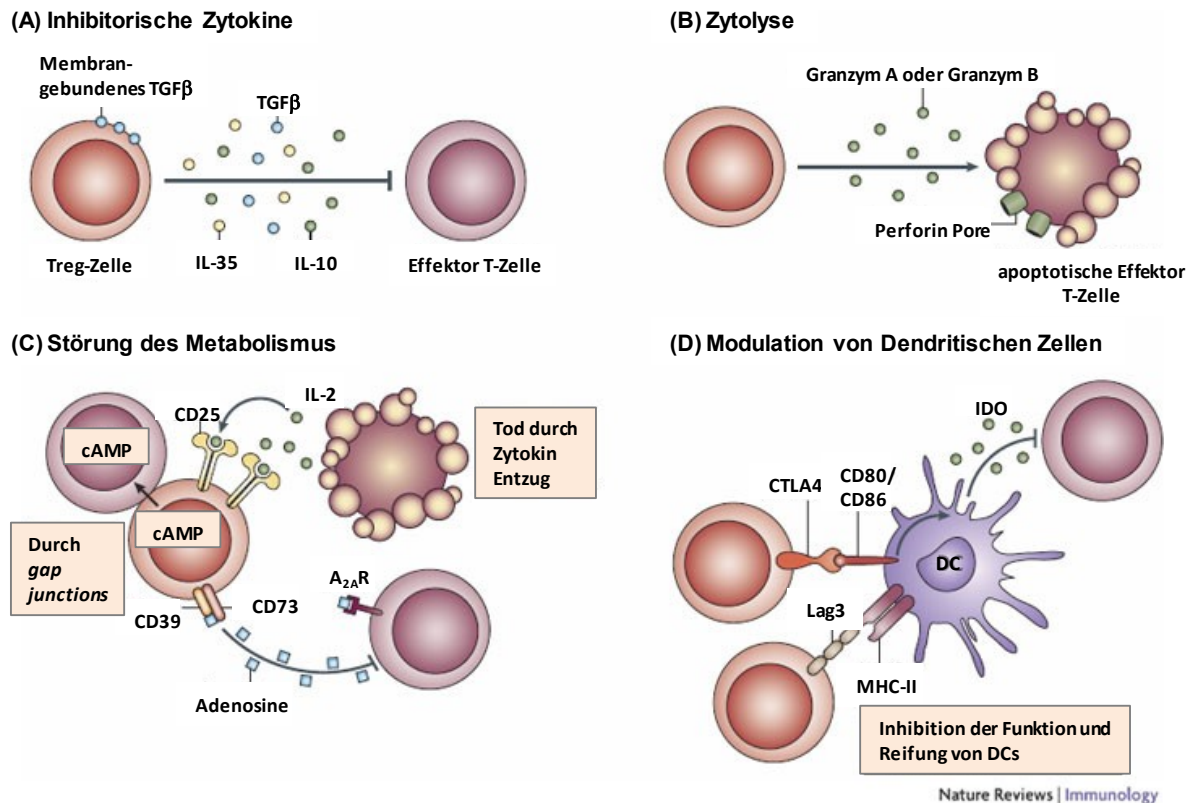 (A) Inhibitorische Zytokine
Membran-
gebundenes TGFβ
TGFβ
Treg-Zelle
IL-35
IL-10
Effektor T-Zelle
(B) Zytolyse
Granzym A oder Granzym B
Perforin Pore
apoptotische Effektor
T-Zelle
(C) Störung des Metabolismus
cAMP
CD25
IL-2
Tod durch
Zytokin
Entzug
cAMP
Durch
gap
junctions
CD39
CD73
A2AR
Adenosine
(D) Modulation von Dendritischen Zellen
IDO
CTLA4
CD80/
CD86
DC
Lag3
MHC-II
Inhibition der Funktion und
Reifung von DCs
Nature Reviews | Immunology